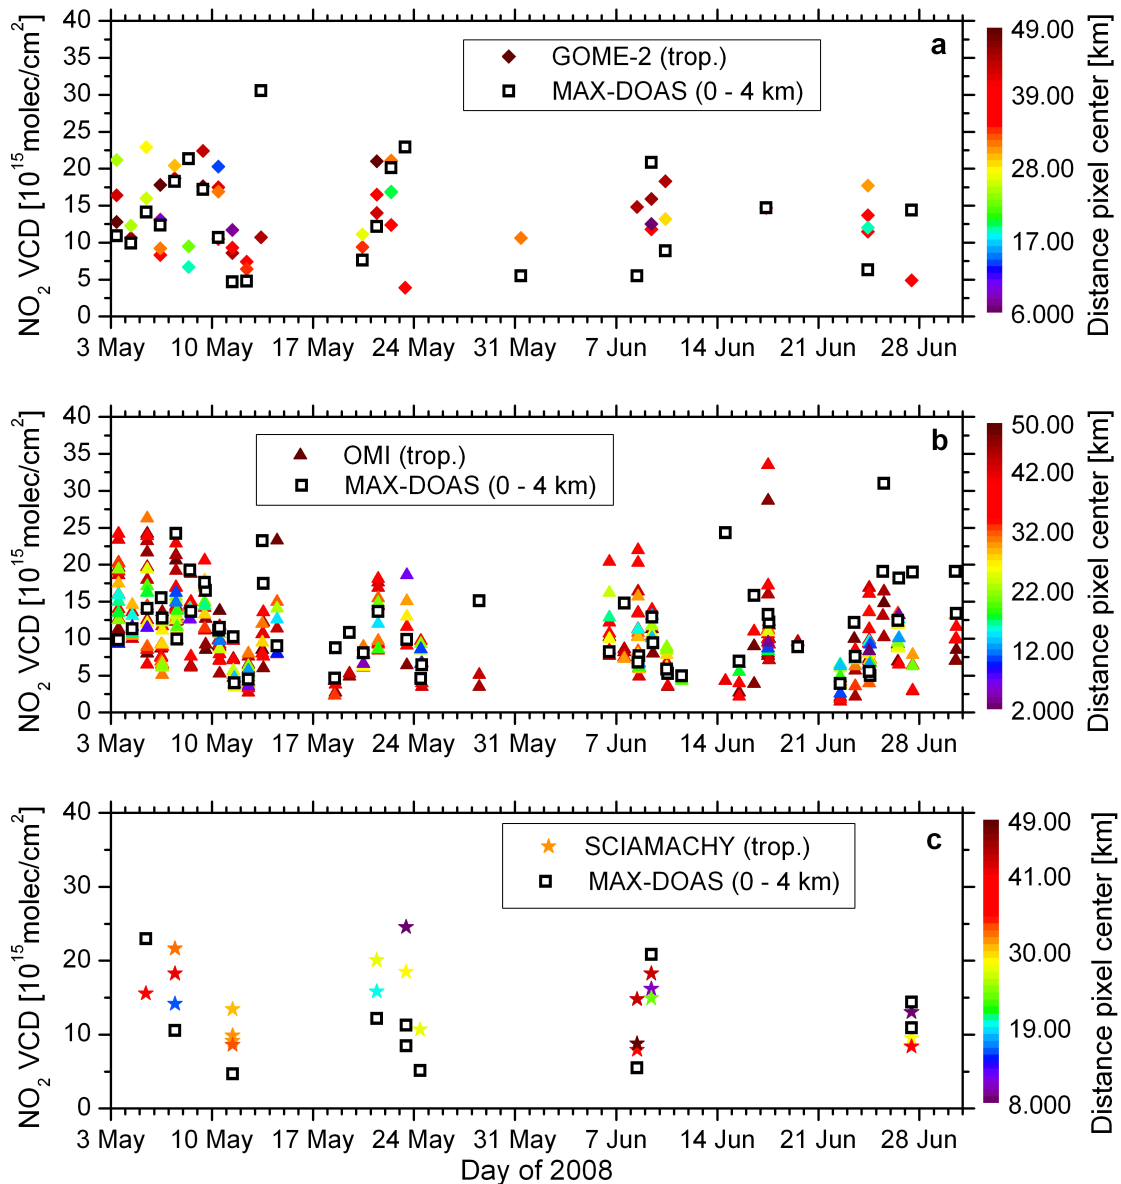 a
GOME-2 (trop.)
MAX-DOAS (0 - 4 km)
NO2 VCD [10^15molec/cm^2]
40
35
30
25
20
15
10
5
0
3 May 10 May 17 May 24 May 31 May 7 Jun 14 Jun 21 Jun 28 Jun
49.00
39.00
28.00
17.00
6.000
Distance pixel center [km]
b
OMI (trop.)
MAX-DOAS (0 - 4 km)
NO2 VCD [10^15molec/cm^2]
40
35
30
25
20
15
10
5
0
3 May 10 May 17 May 24 May 31 May 7 Jun 14 Jun 21 Jun 28 Jun
50.00
42.00
32.00
22.00
12.00
2.000
Distance pixel center [km]
c
SCIAMACHY (trop.)
MAX-DOAS (0 - 4 km)
NO2 VCD [10^15molec/cm^2]
40
30
20
10
0
3 May 10 May 17 May 24 May 31 May 7 Jun 14 Jun 21 Jun 28 Jun
Day of 2008
49.00
41.00
30.00
19.00
8.000
Distance pixel center [km]